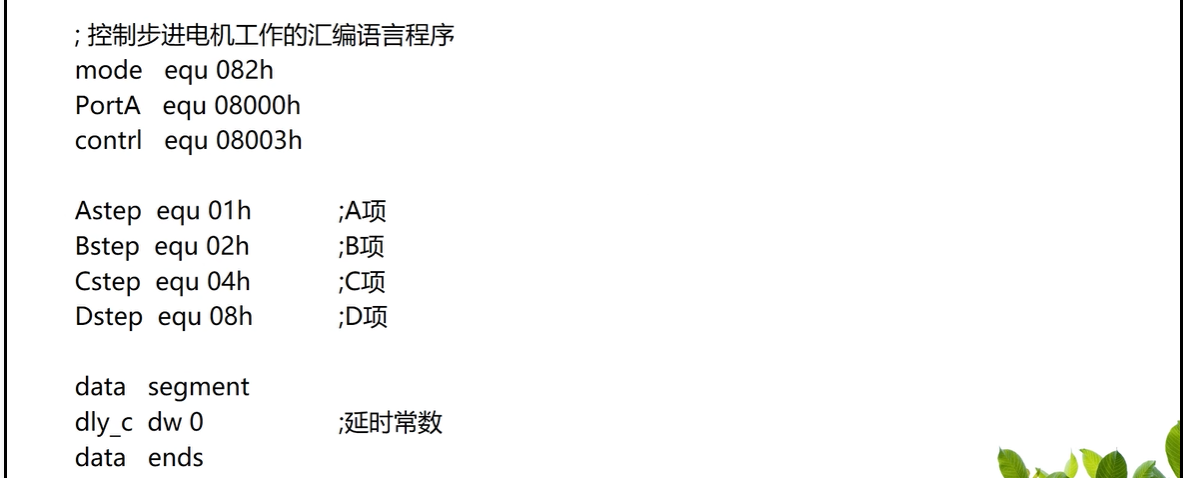 ; 控制步进电机工作的汇编语言程序
mode equ 082h
PortA equ 08000h
contrl equ 08003h
Astep equ 01h ;A项
Bstep equ 02h ;B项
Cstep equ 04h ;C项
Dstep equ 08h ;D项
data segment
dly_c dw 0 ;延时常数
data ends